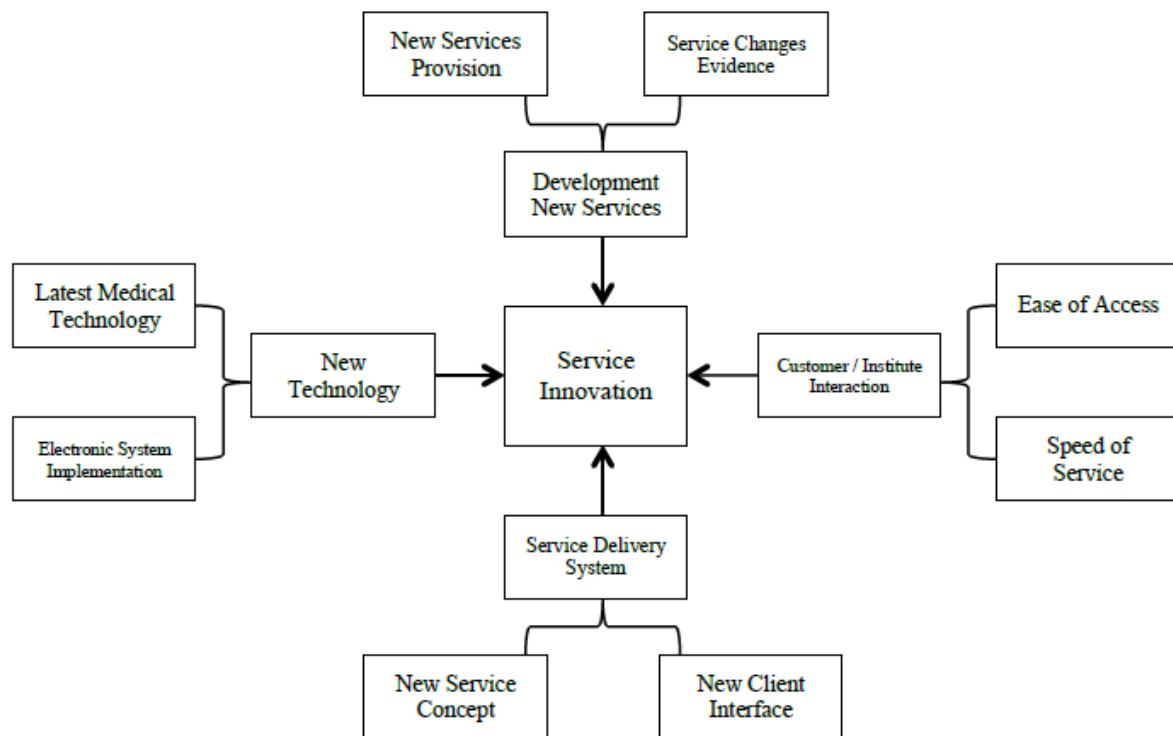 New Services
Provision
Service Changes
Evidence
Development
New Services
Latest Medical
Technology
Ease of Access
New
Technology
Service
Innovation
Customer / Institute
Interaction
Electronic System
Implementation
Speed of
Service
Service Delivery
System
New Service
Concept
New Client
Interface